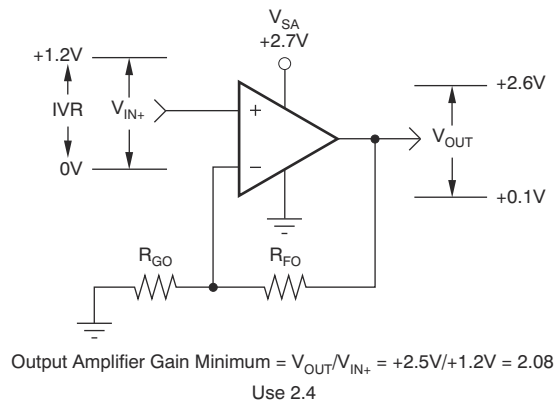 V_SA
+2.7V
+1.2V
IVR
V_IN+
0V
+
−
+2.6V
V_OUT
+0.1V
R_GO
R_FO
Output Amplifier Gain Minimum = V_OUT/V_IN+ = +2.5V/+1.2V = 2.08
Use 2.4